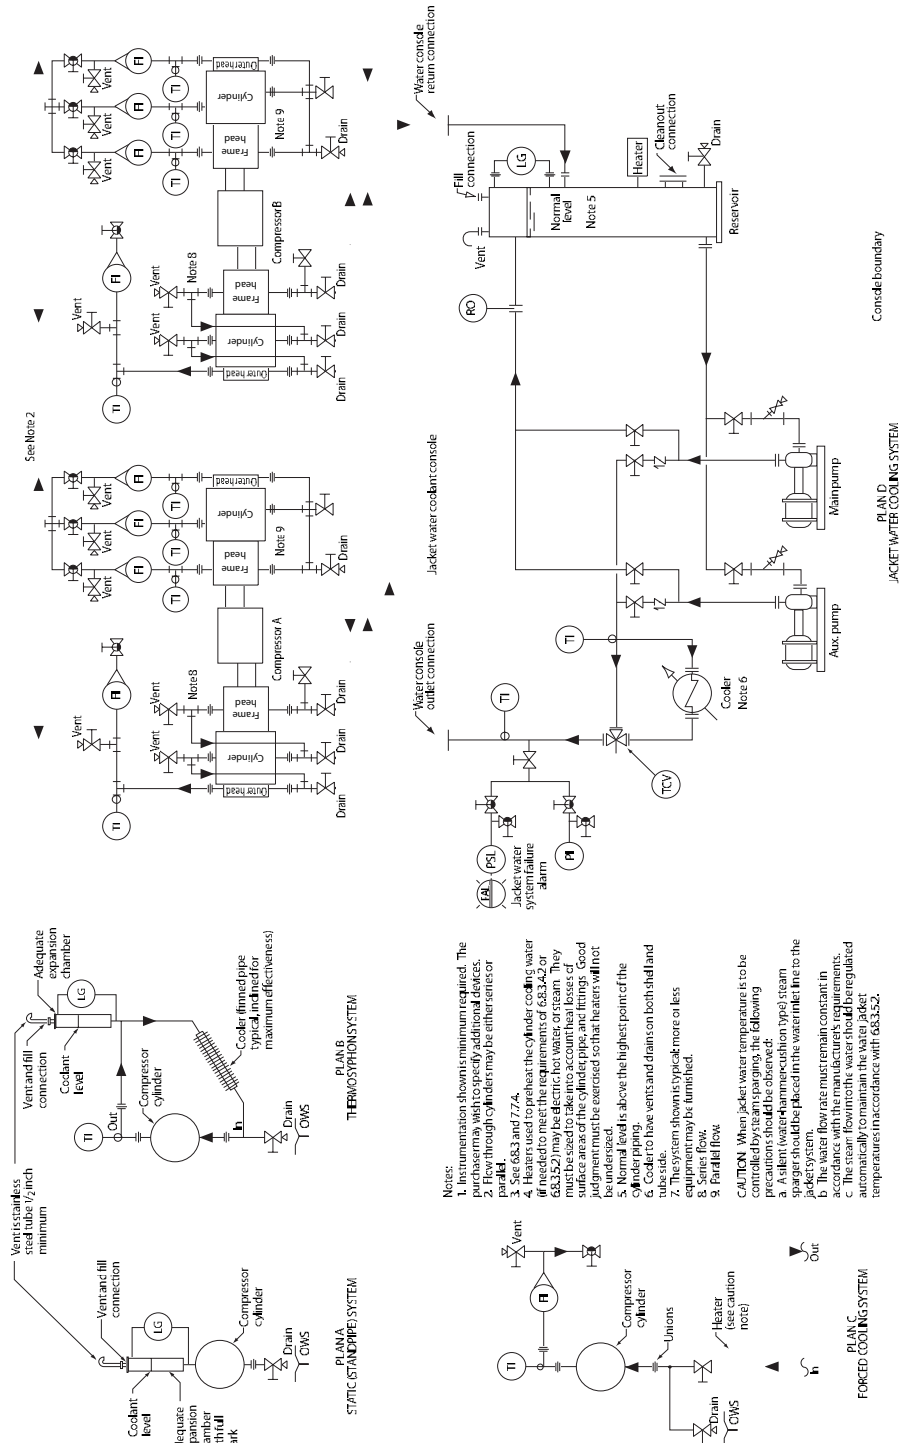 Vent is stainless
steel tube 1/2 inch
minimum
Vent and fill
connection
LG
Coolant
level
Compressor
cylinder
Drain
OWS
PLAN A
STATIC (STANDPIPE) SYSTEM
Adequate
expansion
chamber
Vent and fill
connection
LG
Coolant
level
TI
Out
Compressor
cylinder
In
Cooler (finned pipe
typical, inclined for
maximum effectiveness)
Drain
OWS
PLAN B
THERMOSYPHON SYSTEM
Vent
FI
TI
Compressor
cylinder
Unions
Heater
(see caution
note)
Drain
OWS
In
Out
PLAN C
FORCED COOLING SYSTEM
Notes:
1. Instrumentation shown is minimum required. The
purchaser may wish to specify additional devices.
2. Flow through cylinders may be either series or
parallel.
3. See 6.8.3 and 7.7.4.
4. Heaters used to preheat the cylinder cooling water
(if needed to met the requirements of 6.8.3.4.2 or
6.8.3.5.2) may be electric, hot water, or steam. They
must be sized to take into account heal losses of
surface areas of the cylinder, pipe, and fittings. Good
judgment must be exercised so that heaters will not
be undersized.
5. Normal level is above the highest point of the
cylinder piping.
6. Cooler to have vents and drains on both shell and
tube side.
7. The system shown is typical; more or less
equipment may be furnished.
8. Series flow.
9. Parallel flow.
CAUTION: When jacket water temperature is to be
controlled by steam sparging, the following
precautions should be observed:
a. A silent (water-hammer-cushion type) steam
sparger should be placed in the water inlet line to the
jacket system.
b. The water flow rate must remain constant in
accordance with the manufacturer's requirements.
c. The steam flow into the water should be regulated
automatically to maintain the water jacket
temperatures in accordance with 6.8.3.5.2.
See Note 2
TI
Vent
FI
Vent
Vent
Note 8
Outer head
Cylinder
Frame
head
Drain
Drain
Compressor A
Vent
Vent
Vent
FI
FI
FI
TI
TI
TI
Frame
head
Cylinder
Outer head
Note 9
Drain
TI
Vent
FI
Vent
Vent
Note 8
Outer head
Cylinder
Frame
head
Drain
Drain
Compressor B
Vent
Vent
Vent
FI
FI
FI
TI
TI
TI
Frame
head
Cylinder
Outer head
Note 9
Drain
Jacket water coolant console
Water console
outlet connection
TI
FAL
PSL
PI
Jacket water
system failure
alarm
TCV
TI
Cooler
Note 6
Aux. pump
Main pump
RO
Vent
Fill
connection
LG
Normal
level
Note 5
Water console
return connection
Heater
Cleanout
connection
Drain
Reservoir
Console boundary
PLAN D
JACKET WATER COOLING SYSTEM